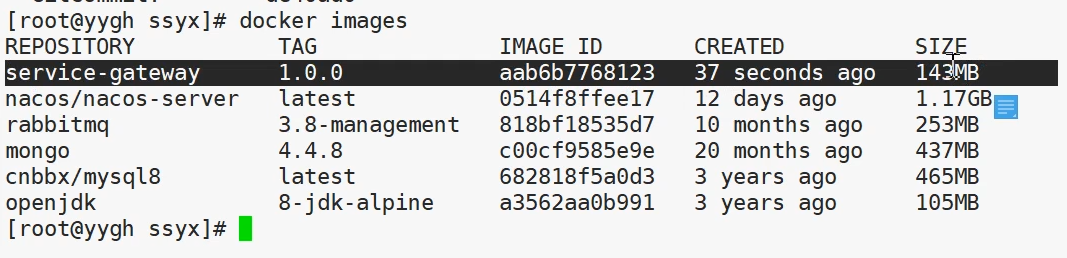 [root@yygh ssyx]# docker images
REPOSITORY TAG IMAGE ID CREATED SIZE
service-gateway 1.0.0 aab6b7768123 37 seconds ago 143MB
nacos/nacos-server latest 0514f8ffee17 12 days ago 1.17GB
rabbitmq 3.8-management 818bf18535d7 10 months ago 253MB
mongo 4.4.8 c00cf9585e9e 20 months ago 437MB
cnbbx/mysql8 latest 682818f5a0d3 3 years ago 465MB
openjdk 8-jdk-alpine a3562aa0b991 3 years ago 105MB
[root@yygh ssyx]#